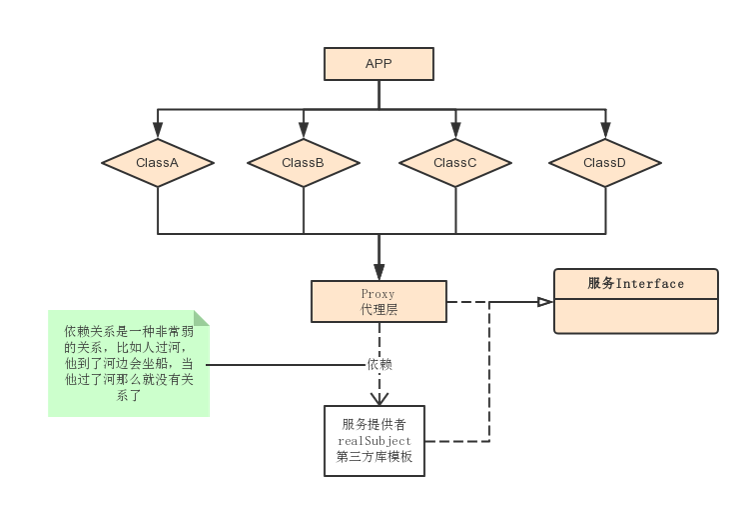 APP
ClassA
ClassB
ClassC
ClassD
Proxy
代理层
服务Interface
依赖关系是一种非常弱
的关系，比如人过河，
他到了河边会坐船，当
他过了河那么就没有关
系了
依赖
服务提供者
realSubject
第三方库模板